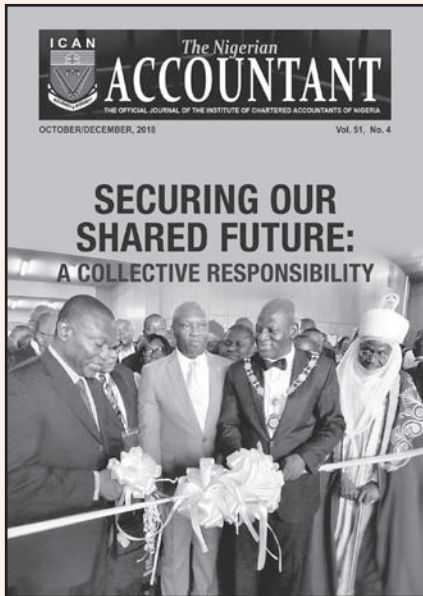 ICAN
The Nigerian
ACCOUNTANT
THE OFFICIAL JOURNAL OF THE INSTITUTE OF CHARTERED ACCOUNTANTS OF NIGERIA
OCTOBER/DECEMBER, 2018 Vol. 51, No. 4
SECURING OUR
SHARED FUTURE:
A COLLECTIVE RESPONSIBILITY